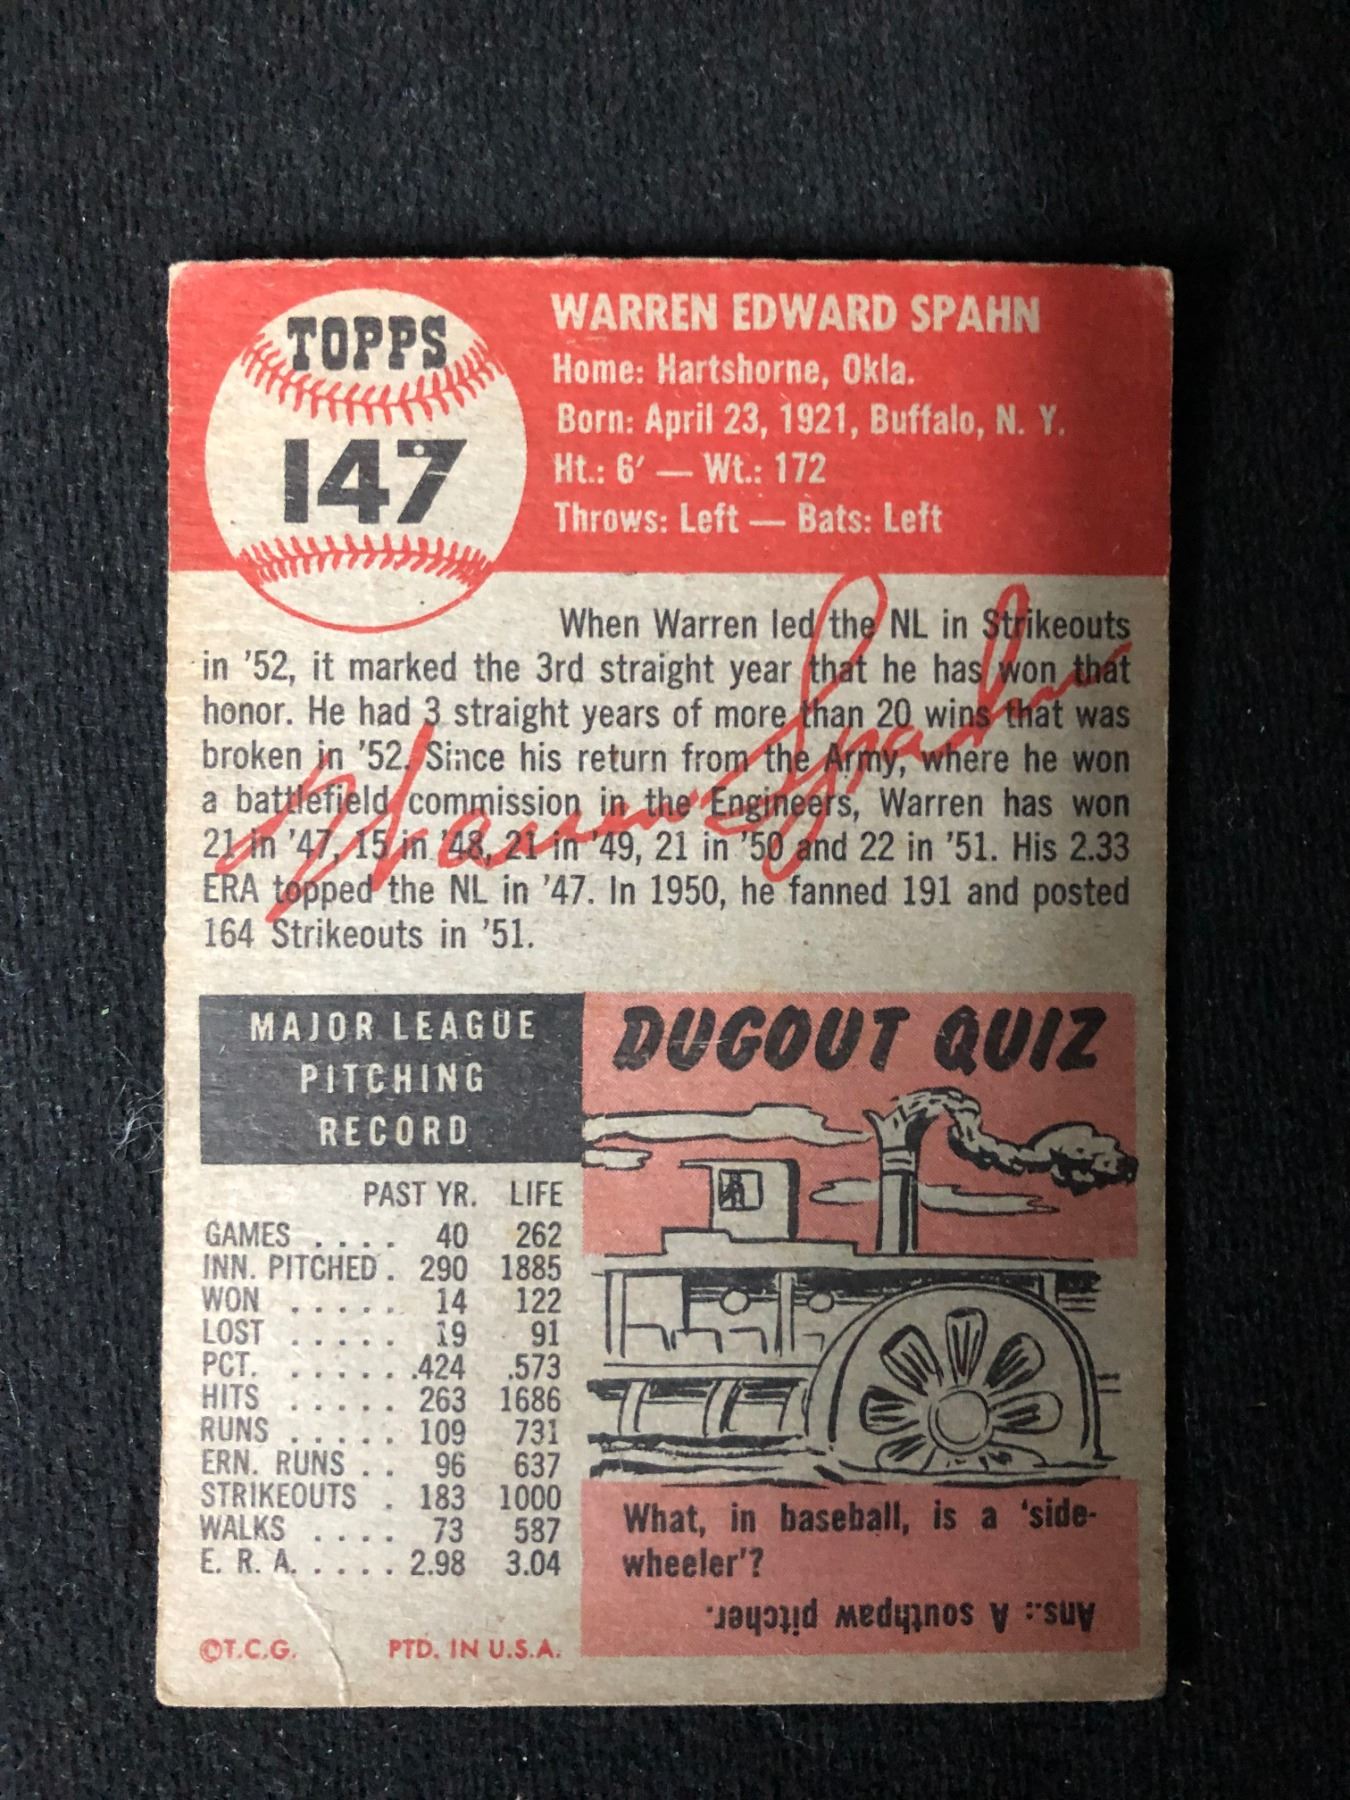 TOPPS
147
WARREN EDWARD SPAHN
Home: Hartshorne, Okla.
Born: April 23, 1921, Buffalo, N. Y.
Ht.: 6' — Wt.: 172
Throws: Left — Bats: Left
When Warren led the NL in Strikeouts
in '52, it marked the 3rd straight year that he has won that
honor. He had 3 straight years of more than 20 wins that was
broken in '52. Since his return from the Army, where he won
a battlefield commission in the Engineers, Warren has won
21 in '47, 15 in '48, 21 in '49, 21 in '50 and 22 in '51. His 2.33
ERA topped the NL in '47. In 1950, he fanned 191 and posted
164 Strikeouts in '51.
Warren Spahn
MAJOR LEAGUE
PITCHING
RECORD
PAST YR. LIFE
GAMES . . . . 40 262
INN. PITCHED . 290 1885
WON . . . . . 14 122
LOST . . . . . 19 91
PCT. . . . . . .424 .573
HITS . . . . . 263 1686
RUNS . . . . . 109 731
ERN. RUNS . . 96 637
STRIKEOUTS . 183 1000
WALKS . . . . 73 587
E. R. A. . . . . 2.98 3.04
©T.C.G. PTD. IN U.S.A.
DUGOUT QUIZ
What, in baseball, is a 'side-
wheeler'?
Ans.: A southpaw pitcher.